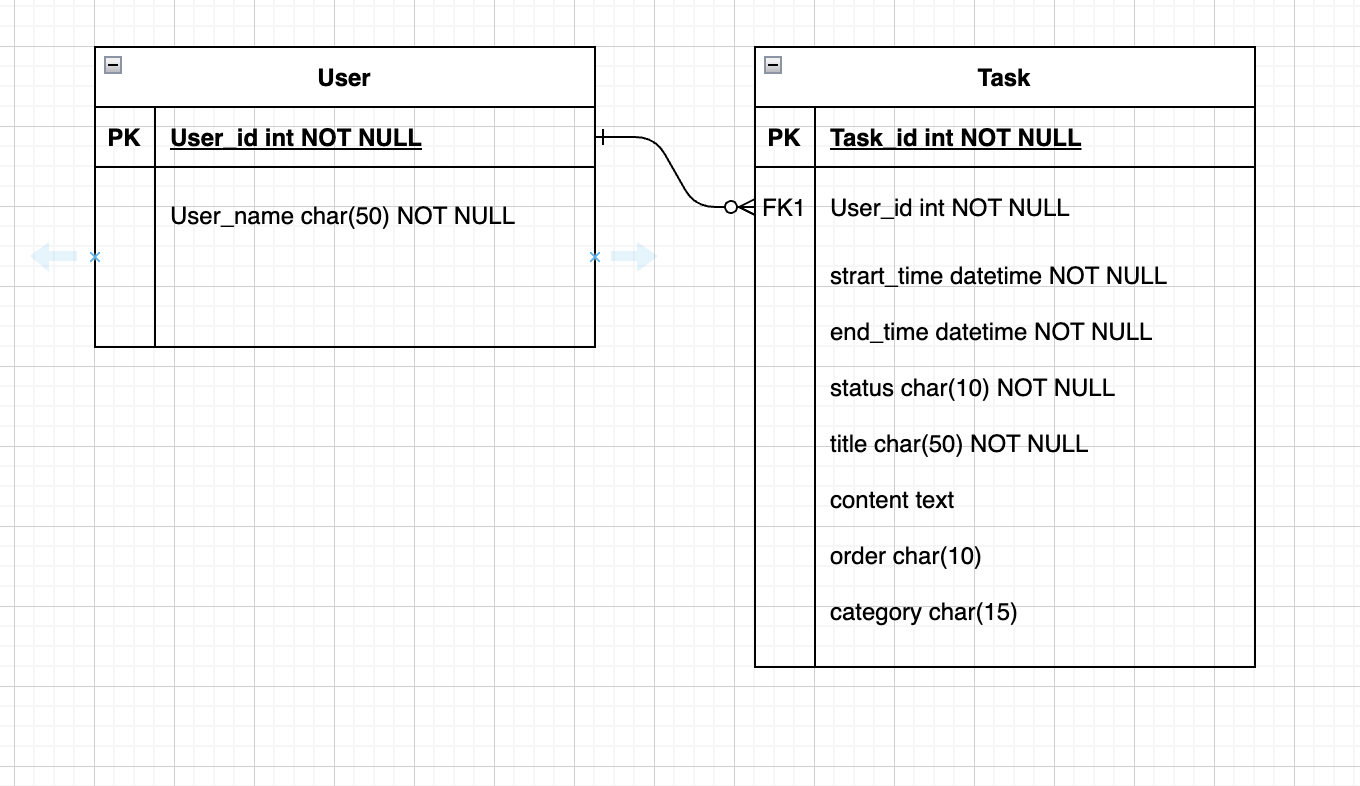 User
PK User_id int NOT NULL
User_name char(50) NOT NULL
Task
PK Task_id int NOT NULL
FK1 User_id int NOT NULL
strart_time datetime NOT NULL
end_time datetime NOT NULL
status char(10) NOT NULL
title char(50) NOT NULL
content text
order char(10)
category char(15)